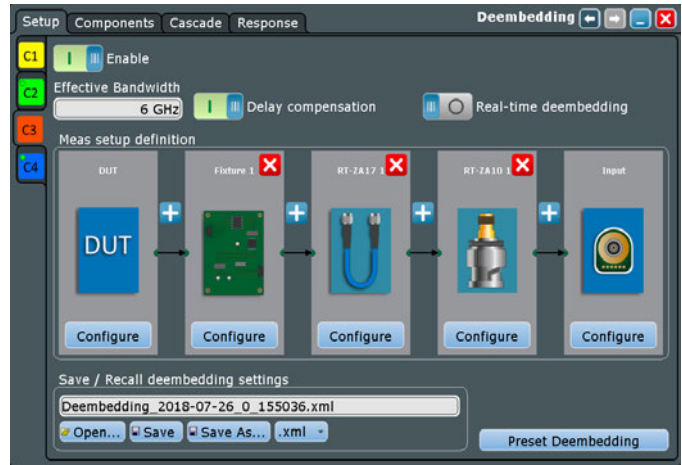 Setup Components Cascade Response Deembedding
C1
Enable
C2
Effective Bandwidth
6 GHz
Delay compensation
Real-time deembedding
C3
Meas setup definition
C4
DUT Fixture 1 RT-ZA17 1 RT-ZA10 1 Input
DUT
Configure Configure Configure Configure Configure
Save / Recall deembedding settings
Deembedding_2018-07-26_0_155036.xml
Open... Save Save As... .xml
Preset Deembedding